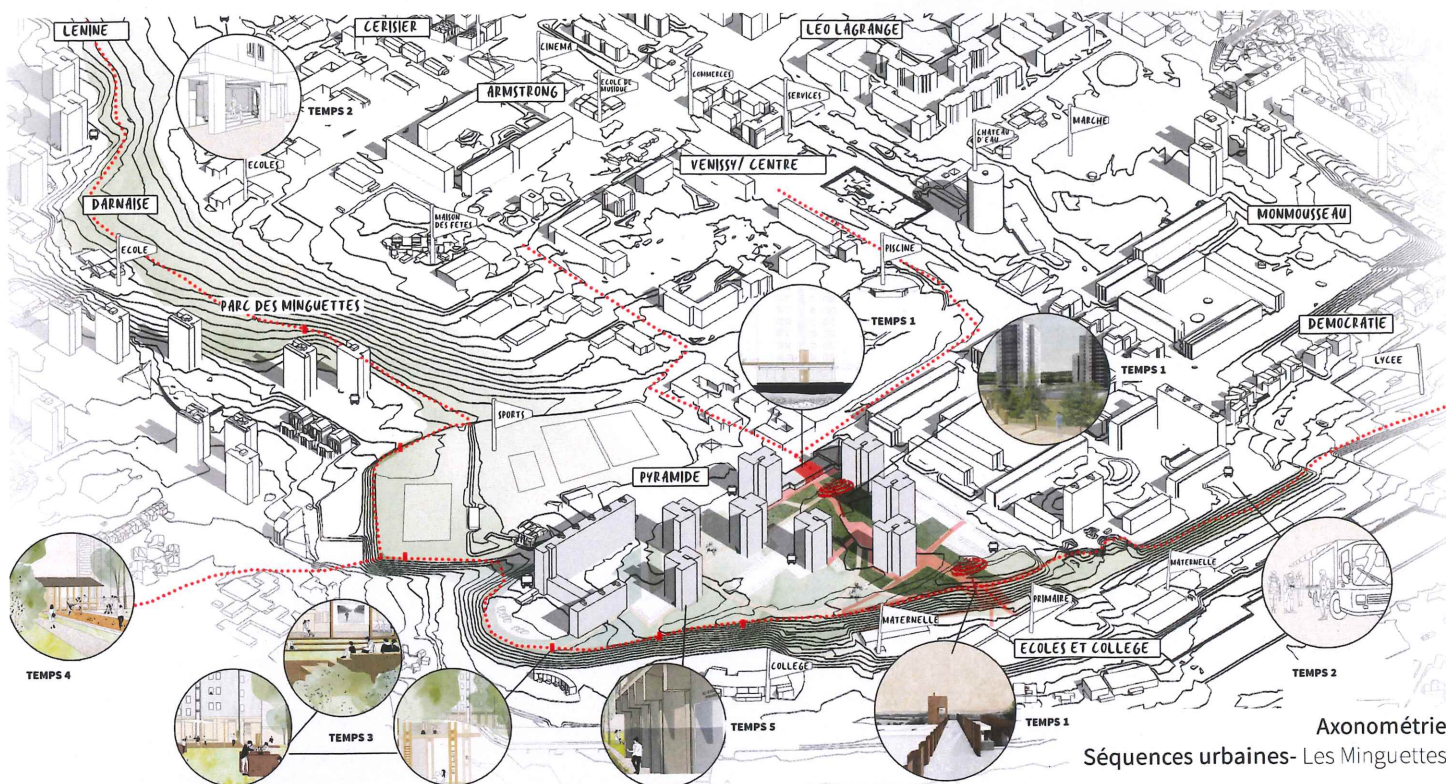 LENINE
CERISIER
LEO LAGRANGE
CINEMA
ECOLE DE
MUSIQUE
COMMERCES
SERVICES
ARMSTRONG
TEMPS 2
ECOLES
MARCHE
CHATEAU
D'EAU
VENISSY/ CENTRE
DARNAISE
MAISON
DES FETES
MONMOUSSEAU
ECOLE
PISCINE
PARC DES MINGUETTES
TEMPS 1
DEMOCRATIE
LYCEE
TEMPS 1
SPORTS
PYRAMIDE
MATERNELLE
PRIMAIRE
MATERNELLE
ECOLES ET COLLEGE
COLLEGE
TEMPS 4
TEMPS 2
TEMPS 3
TEMPS 5
TEMPS 1
Axonométrie
Séquences urbaines- Les Minguettes